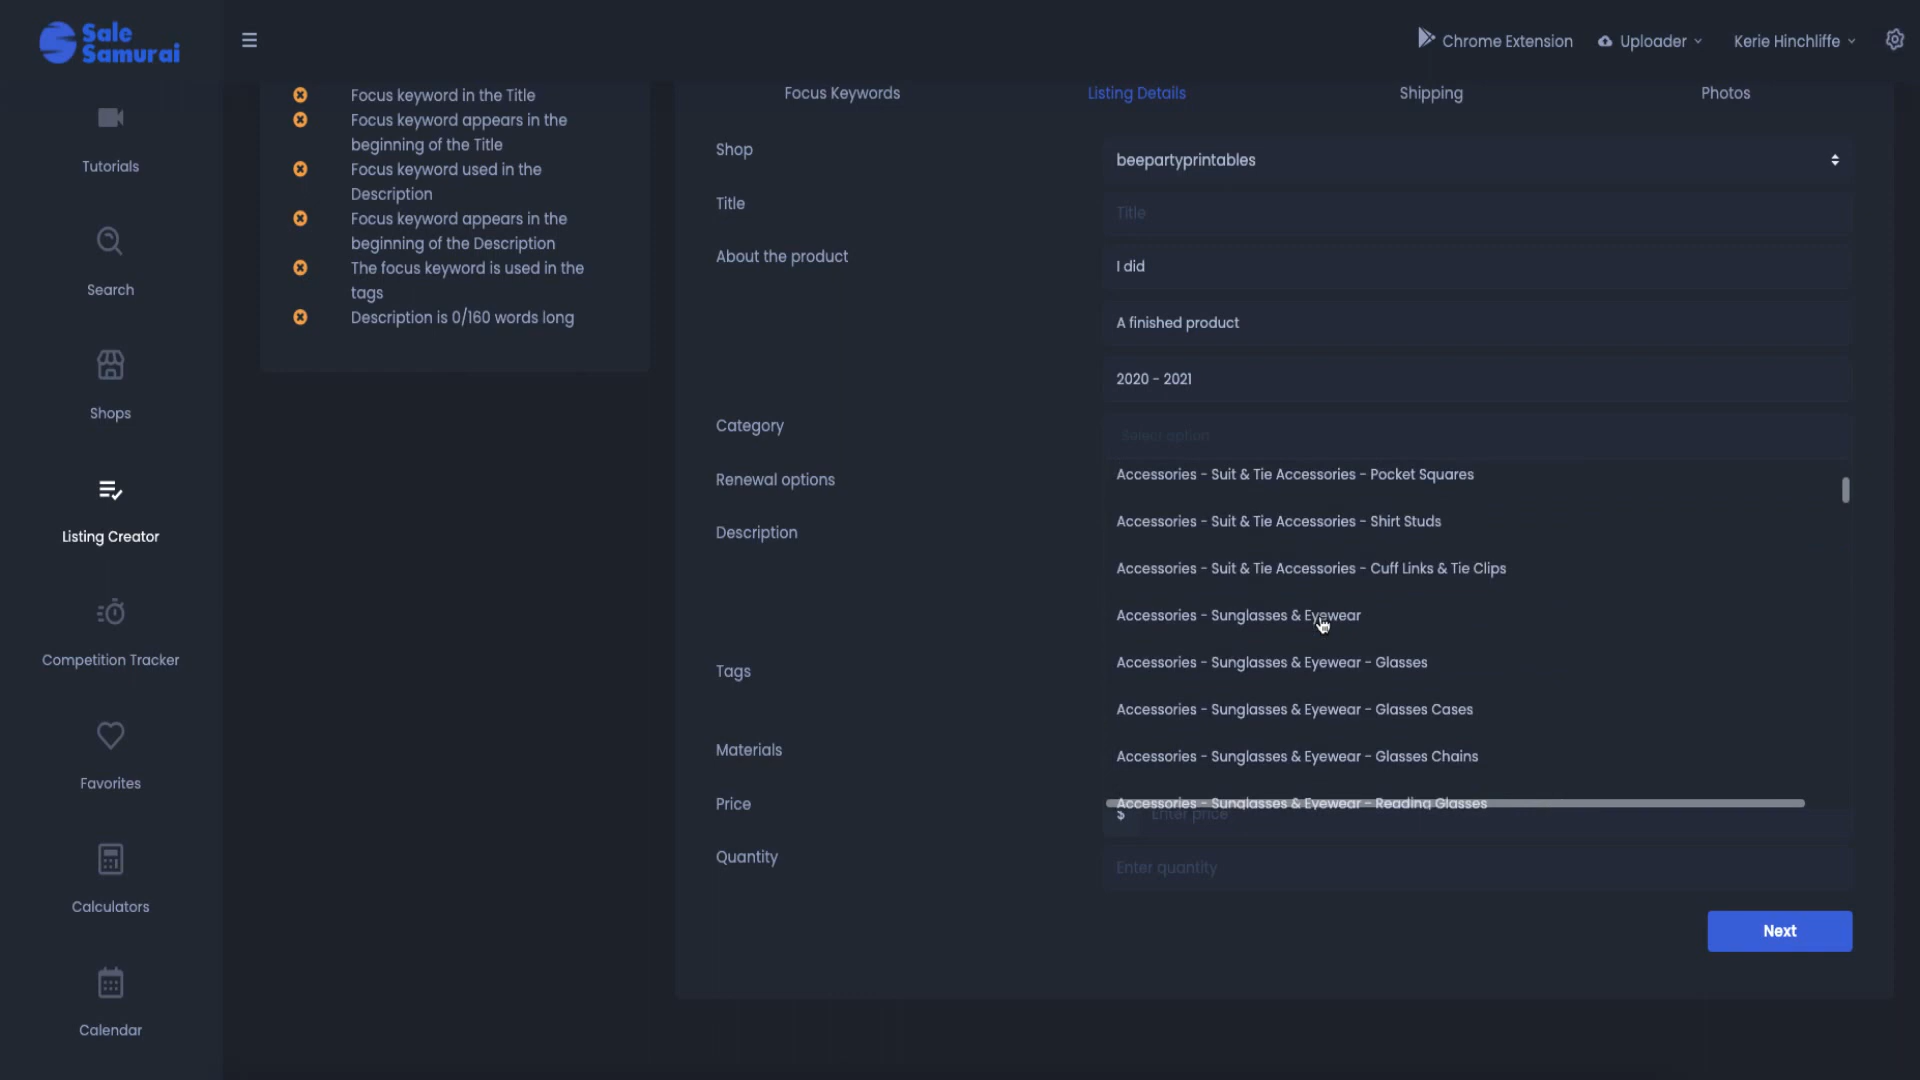 Sale
Samurai
Chrome Extension
Uploader
Kerie Hinchliffe
Tutorials
Search
Shops
Listing Creator
Competition Tracker
Favorites
Calculators
Calendar
Focus keyword in the Title
Focus keyword appears in the
beginning of the Title
Focus keyword used in the
Description
Focus keyword appears in the
beginning of the Description
The focus keyword is used in the
tags
Description is 0/160 words long
Focus Keywords
Listing Details
Shipping
Photos
Shop
beepartyprintables
Title
Title
About the product
I did
A finished product
2020 - 2021
Category
Select option
Renewal options
Description
Tags
Materials
Accessories - Suit & Tie Accessories - Pocket Squares
Accessories - Suit & Tie Accessories - Shirt Studs
Accessories - Suit & Tie Accessories - Cuff Links & Tie Clips
Accessories - Sunglasses & Eyewear
Accessories - Sunglasses & Eyewear - Glasses
Accessories - Sunglasses & Eyewear - Glasses Cases
Accessories - Sunglasses & Eyewear - Glasses Chains
Accessories - Sunglasses & Eyewear - Reading Glasses
Price
$ Enter price
Quantity
Enter quantity
Next